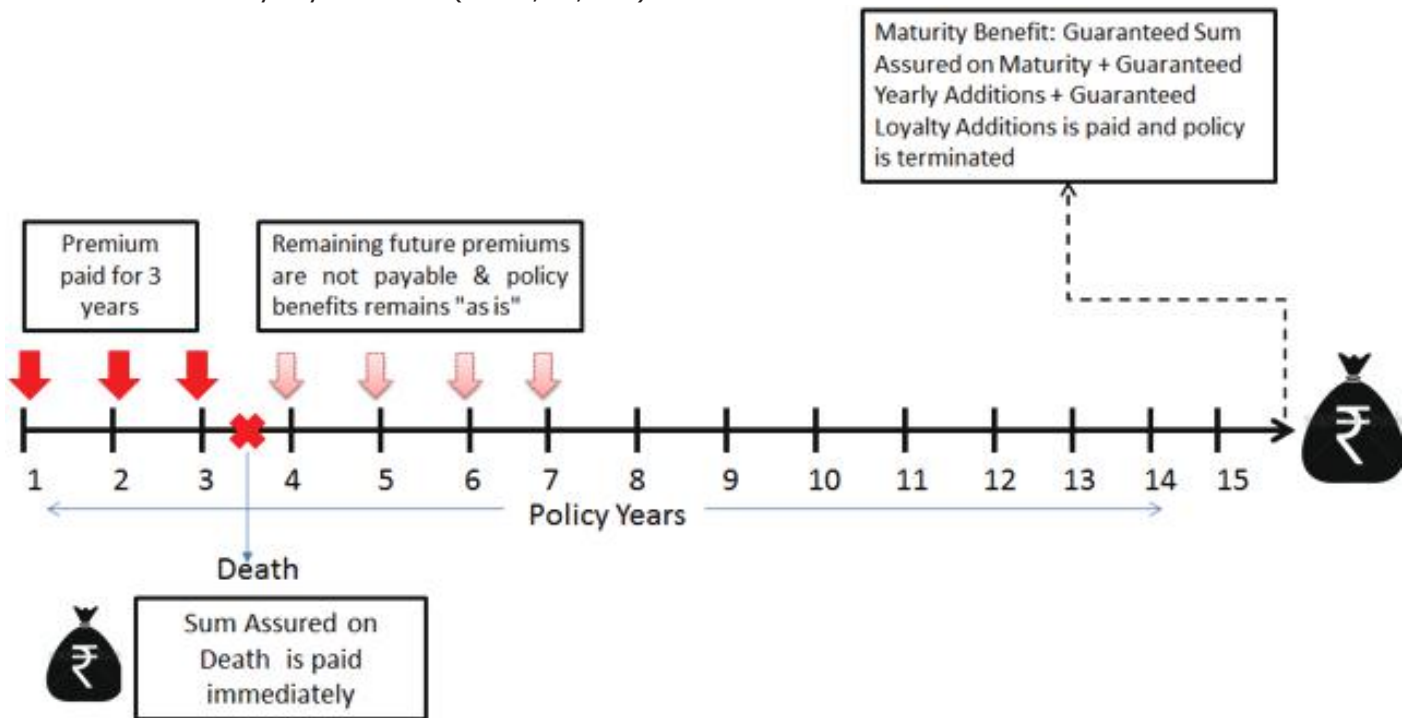 Maturity Benefit: Guaranteed Sum
Assured on Maturity + Guaranteed
Yearly Additions + Guaranteed
Loyalty Additions is paid and policy
is terminated
Premium
paid for 3
years
Remaining future premiums
are not payable & policy
benefits remains "as is"
1 2 3 4 5 6 7 8 9 10 11 12 13 14 15
Policy Years
Death
Sum Assured on
Death is paid
immediately
₹
₹